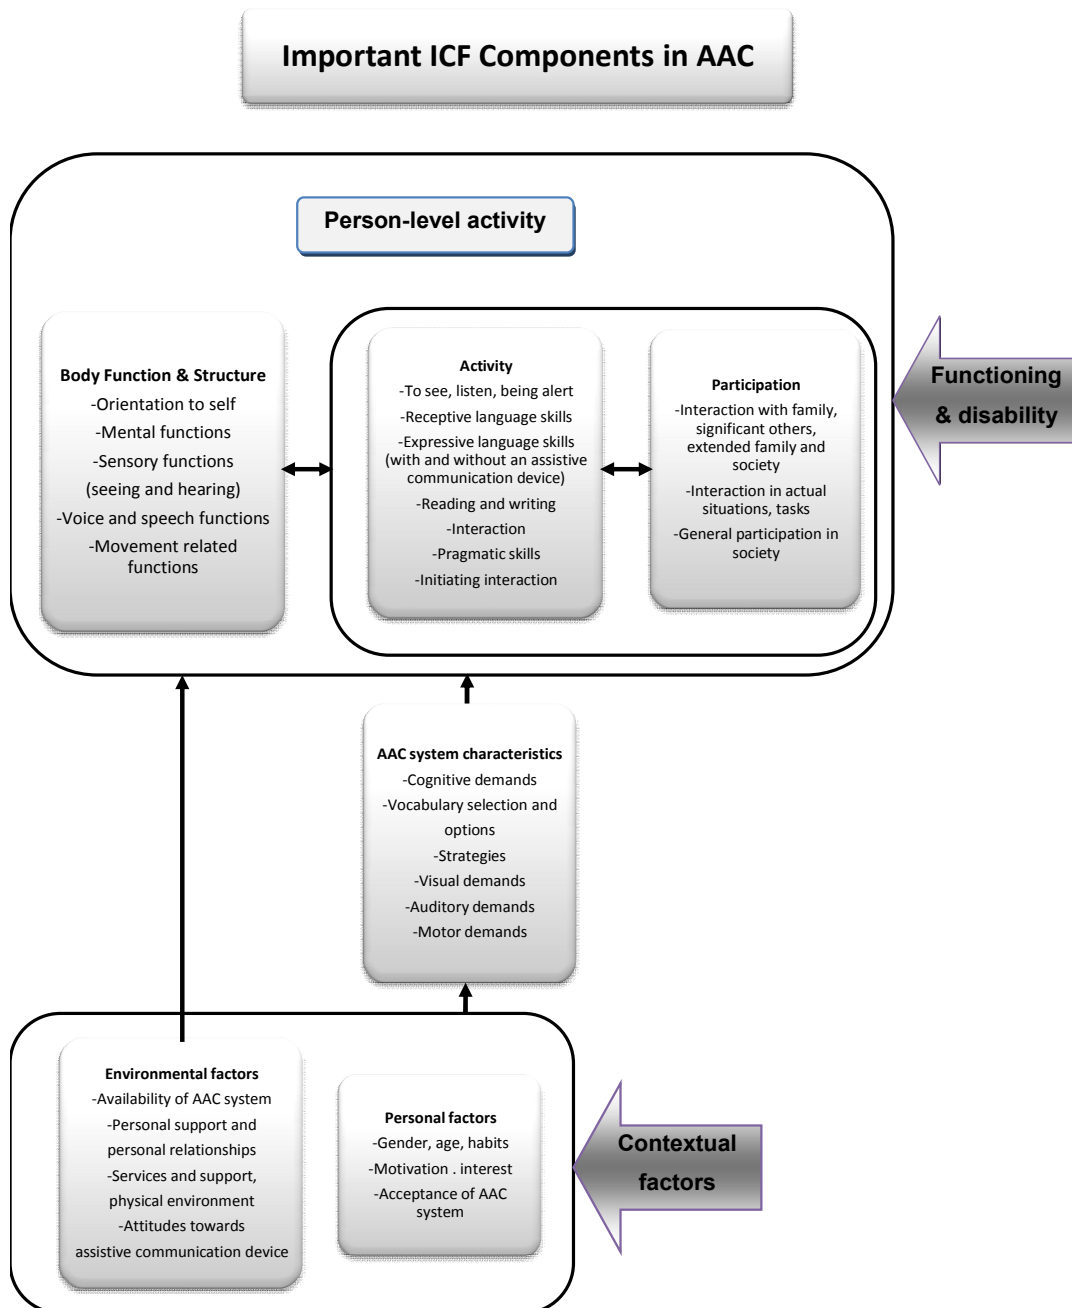 Important ICF Components in AAC
Person-level activity
Body Function & Structure
-Orientation to self
-Mental functions
-Sensory functions
(seeing and hearing)
-Voice and speech functions
-Movement related
functions
Activity
-To see, listen, being alert
-Receptive language skills
-Expressive language skills
(with and without an assistive
communication device)
-Reading and writing
-Interaction
-Pragmatic skills
-Initiating interaction
Participation
-Interaction with family,
significant others,
extended family and
society
-Interaction in actual
situations, tasks
-General participation in
society
Functioning
& disability
AAC system characteristics
-Cognitive demands
-Vocabulary selection and
options
-Strategies
-Visual demands
-Auditory demands
-Motor demands
Environmental factors
-Availability of AAC system
-Personal support and
personal relationships
-Services and support,
physical environment
-Attitudes towards
assistive communication device
Personal factors
-Gender, age, habits
-Motivation . interest
-Acceptance of AAC
system
Contextual
factors